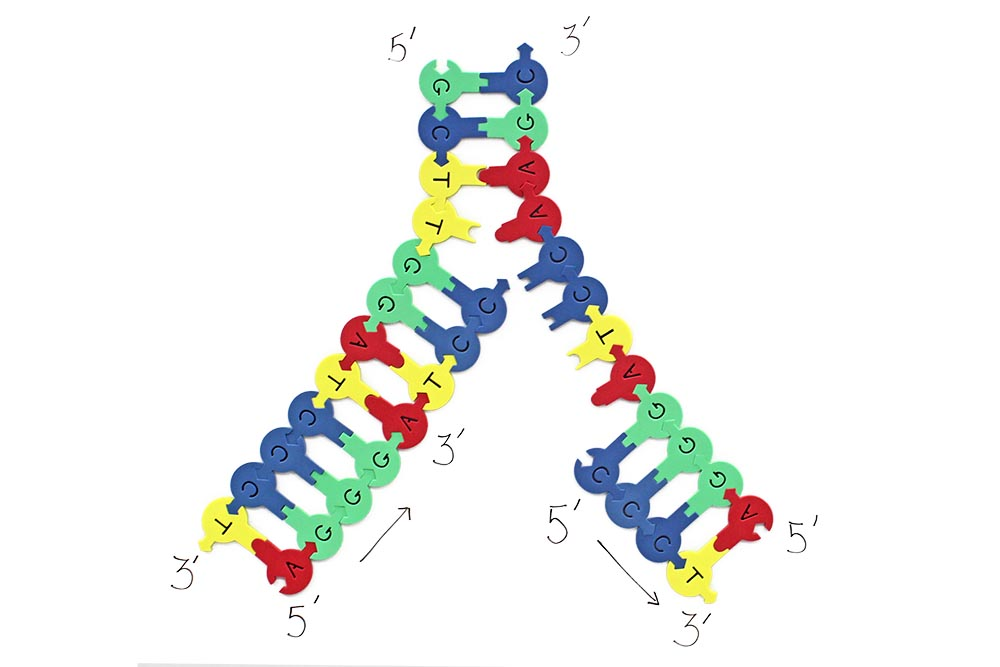 5' 3'
G C
C G
T A
T A
G C
G C C
A C T
T T A
C A G
C G 3' G
C G C G
T G 5' C A 5'
C
3' A T
5' 3'